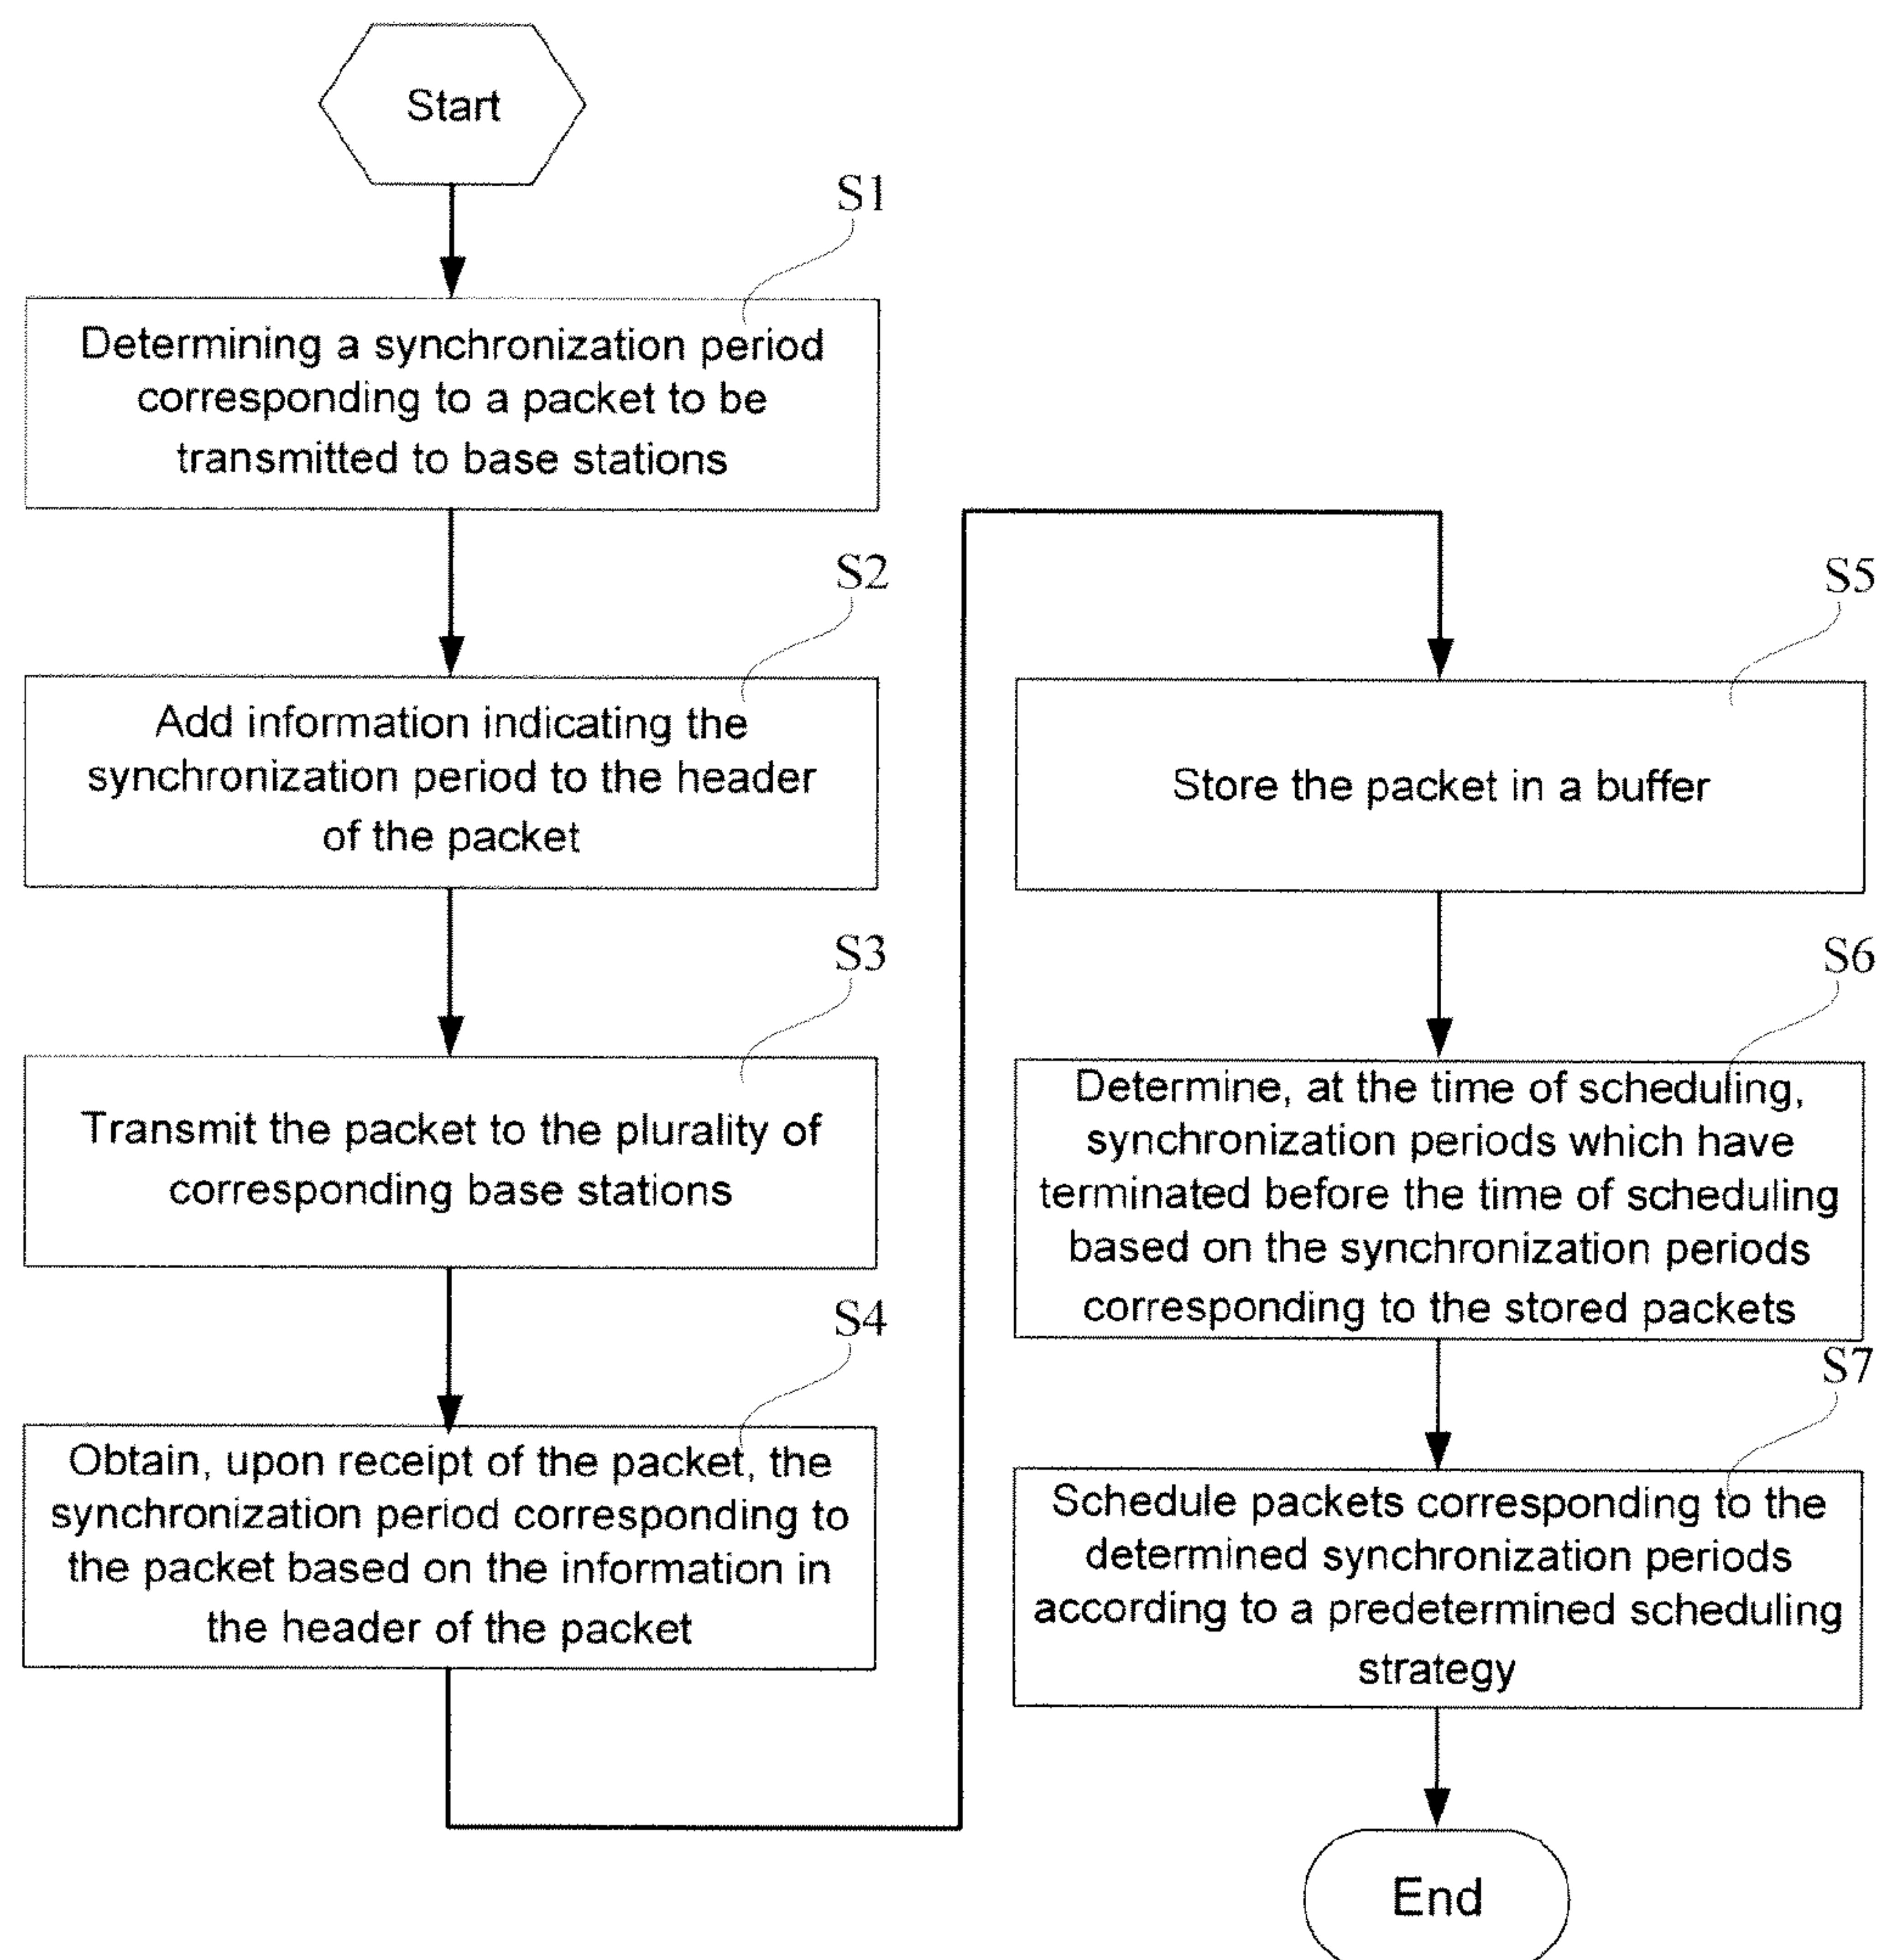 Start
S1
Determining a synchronization period
corresponding to a packet to be
transmitted to base stations
S2
Add information indicating the
synchronization period to the header
of the packet
S3
Transmit the packet to the plurality of
corresponding base stations
S4
Obtain, upon receipt of the packet, the
synchronization period corresponding to
the packet based on the information in
the header of the packet
S5
Store the packet in a buffer
S6
Determine, at the time of scheduling,
synchronization periods which have
terminated before the time of scheduling
based on the synchronization periods
corresponding to the stored packets
S7
Schedule packets corresponding to the
determined synchronization periods
according to a predetermined scheduling
strategy
End